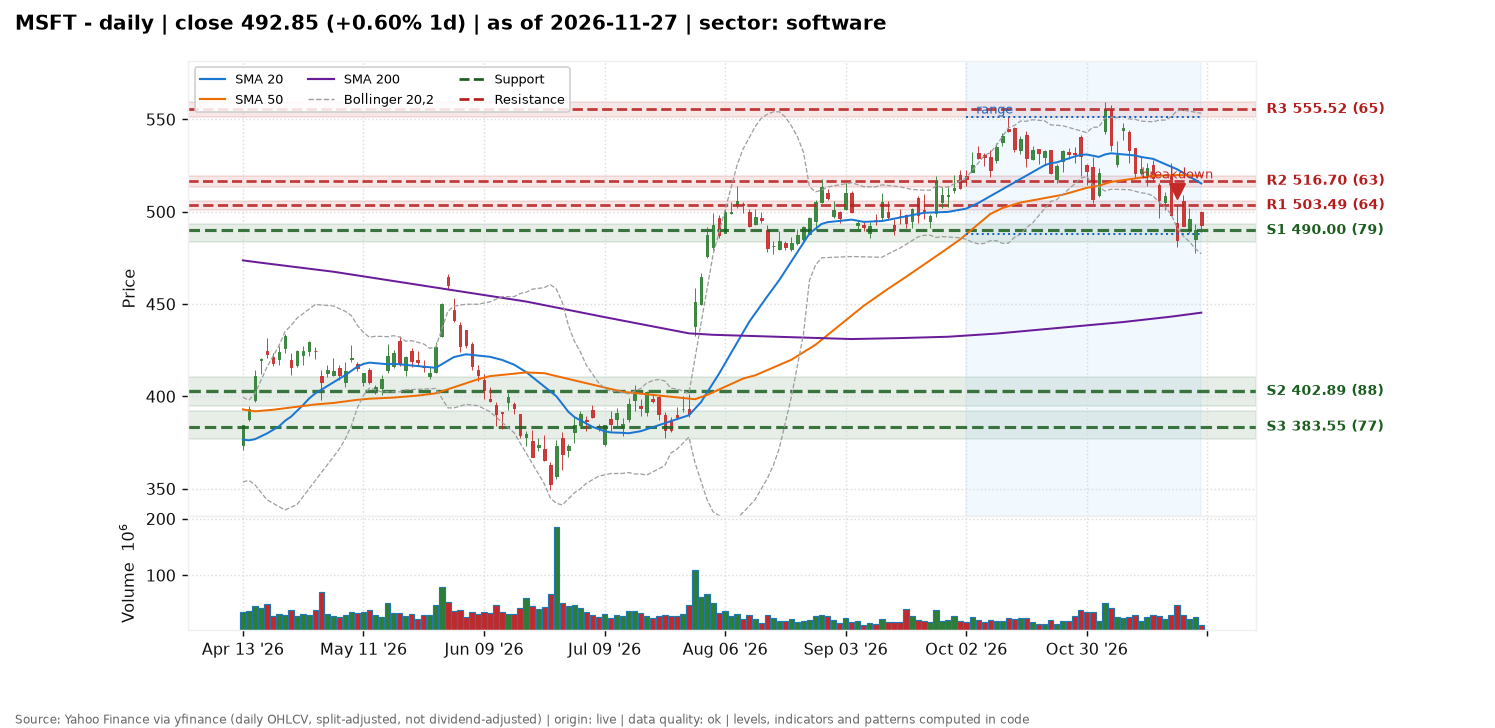 MSFT - daily | close 492.85 (+0.60% 1d) | as of 2026-11-27 | sector: software
SMA 20
SMA 50
SMA 200
Bollinger 20,2
Support
Resistance
range
breakdown
R3 555.52 (65)
R2 516.70 (63)
R1 503.49 (64)
S1 490.00 (79)
S2 402.89 (88)
S3 383.55 (77)
Price
550
500
450
400
350
Volume 10⁶
200
100
Apr 13 '26
May 11 '26
Jun 09 '26
Jul 09 '26
Aug 06 '26
Sep 03 '26
Oct 02 '26
Oct 30 '26
Source: Yahoo Finance via yfinance (daily OHLCV, split-adjusted, not dividend-adjusted) | origin: live | data quality: ok | levels, indicators and patterns computed in code